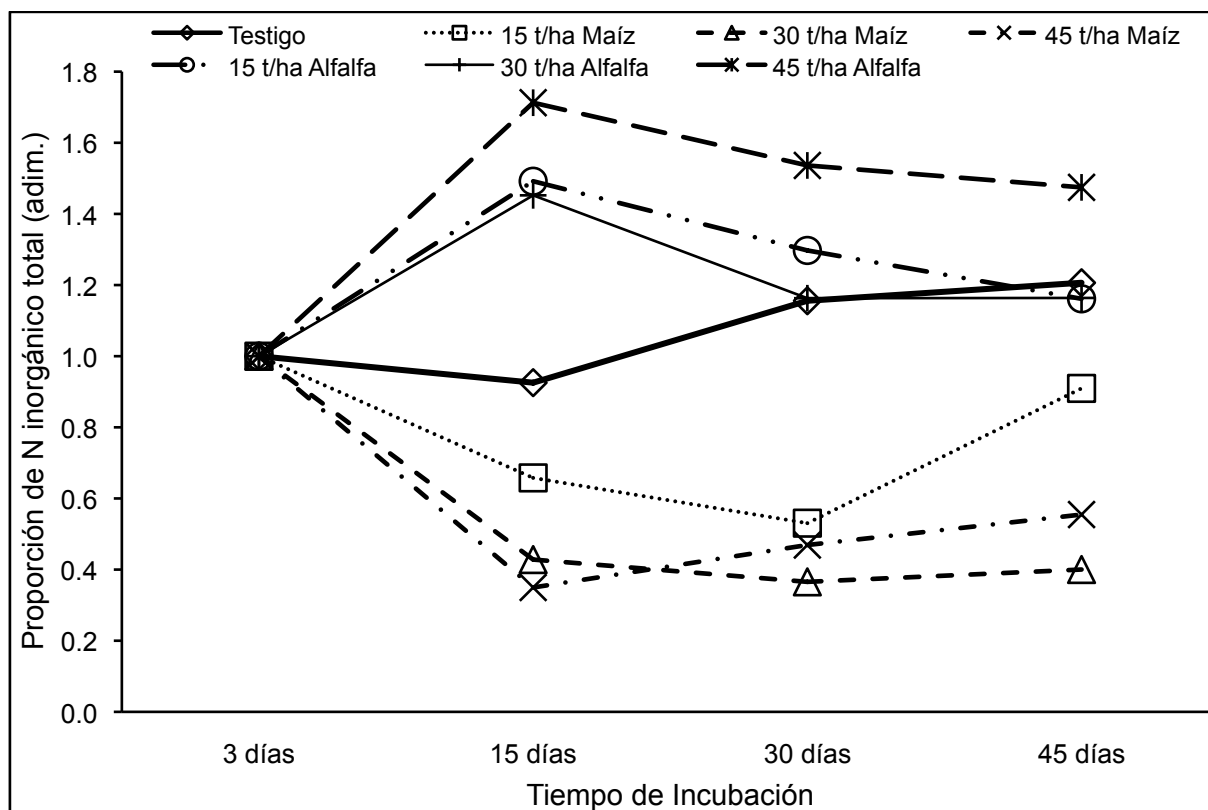 Testigo 15 t/ha Maíz 30 t/ha Maíz 45 t/ha Maíz
15 t/ha Alfalfa 30 t/ha Alfalfa 45 t/ha Alfalfa
Proporción de N inorgánico total (adim.)
1.8
1.6
1.4
1.2
1.0
0.8
0.6
0.4
0.2
0.0
3 días 15 días 30 días 45 días
Tiempo de Incubación